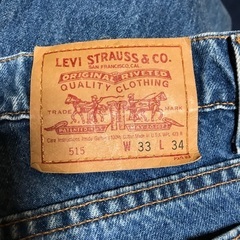 LEVI STRAUSS & CO.
SAN FRANCISCO, CAL.
ORIGINAL RIVETED
QUALITY CLOTHING
TRADE MARK
515 W 33 L 34